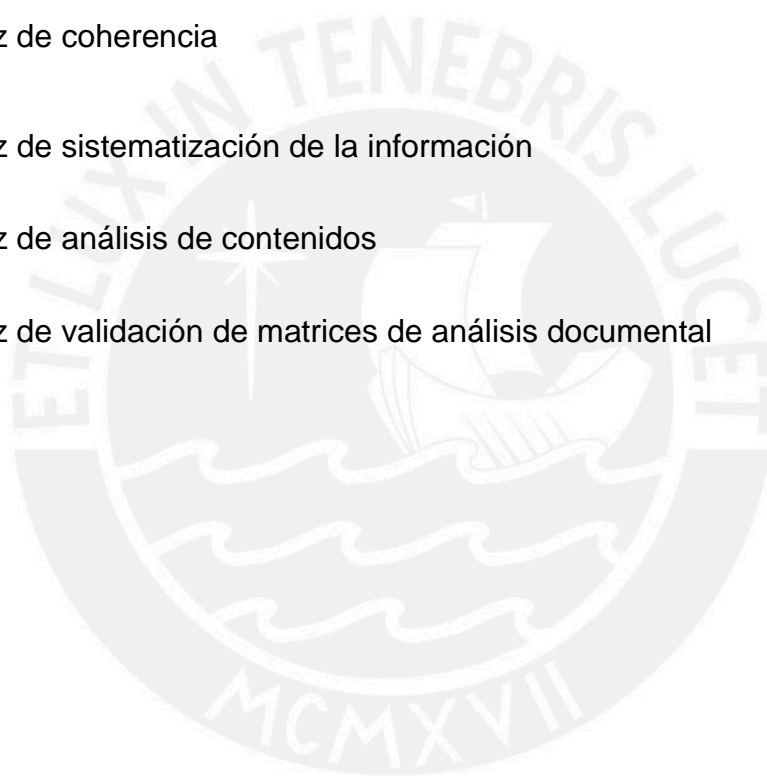 z de coherencia
z de sistematización de la información
z de análisis de contenidos
z de validación de matrices de análisis documental
ET LUX IN TENEBRIS LUCET
MCMXVII